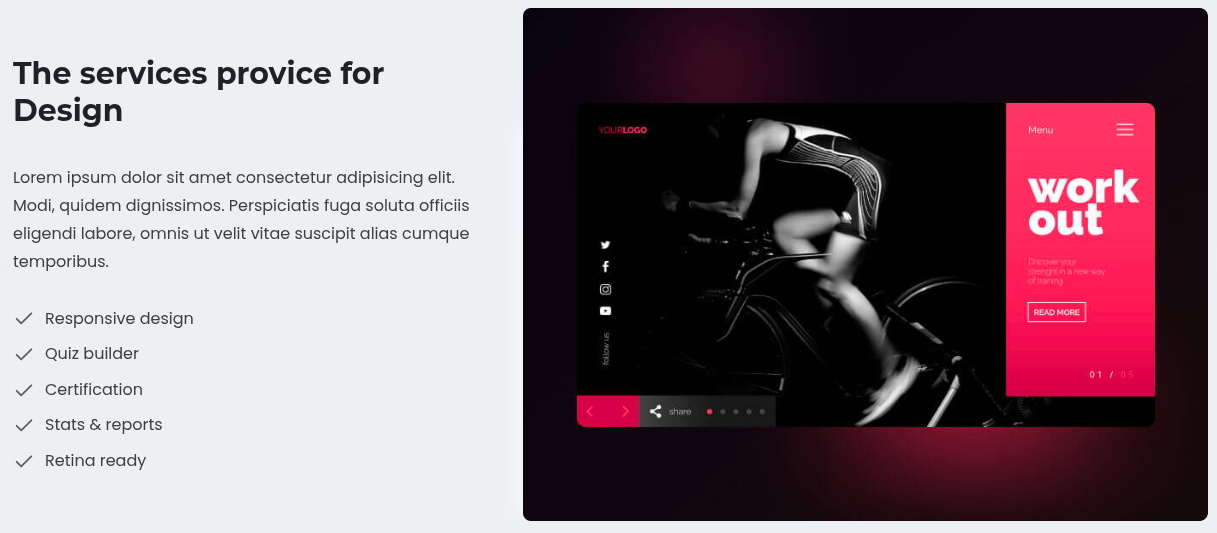 The services provice for
Design
Lorem ipsum dolor sit amet consectetur adipisicing elit.
Modi, quidem dignissimos. Perspiciatis fuga soluta officiis
eligendi labore, omnis ut velit vitae suscipit alias cumque
temporibus.
Responsive design
Quiz builder
Certification
Stats & reports
Retina ready
YOURLOGO
follow us
share
Menu
work
out
Discover your
strenght in a new way
of training
READ MORE
01 / 05